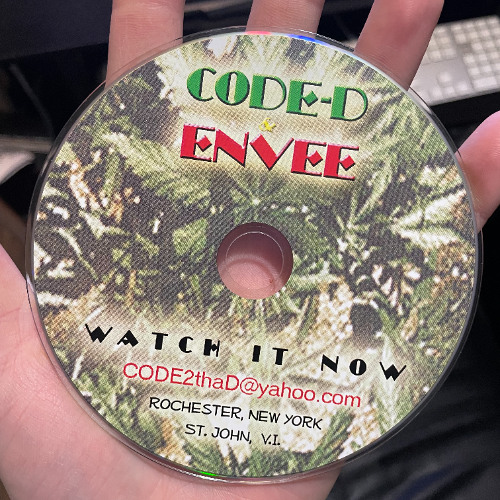 CODE-D
&
ENVEE
WATCH IT NOW
CODE2thaD@yahoo.com
ROCHESTER, NEW YORK
ST. JOHN, V.I.